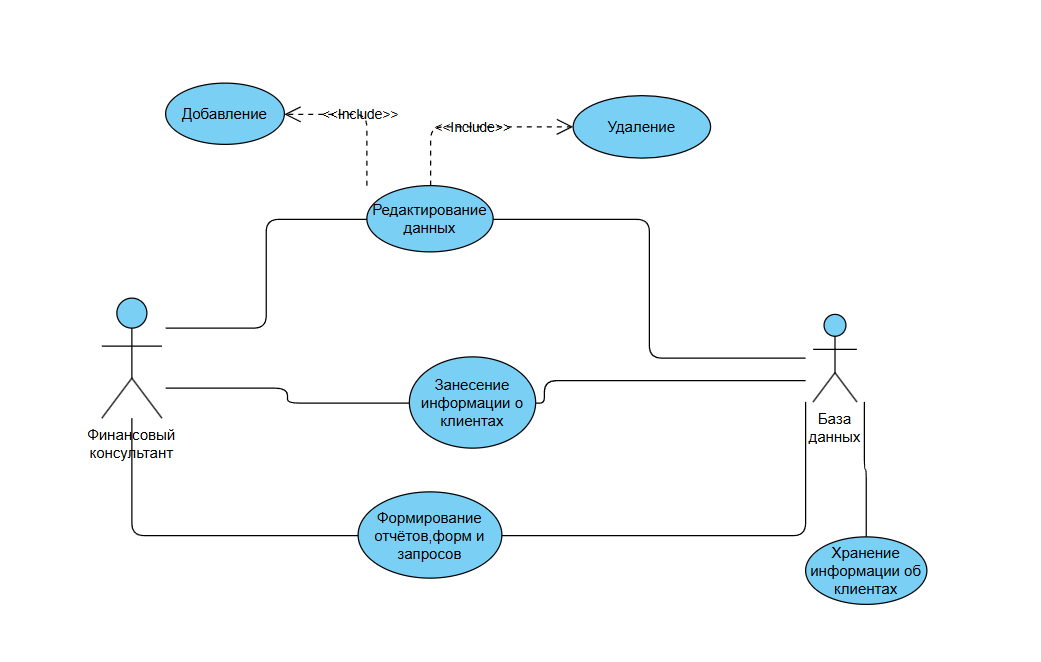 Добавление
<<Include>>
<<Include>>
Удаление
Редактирование
данных
Финансовый
консультант
Занесение
информации о
клиентах
База
данных
Формирование
отчётов,форм и
запросов
Хранение
информации об
клиентах